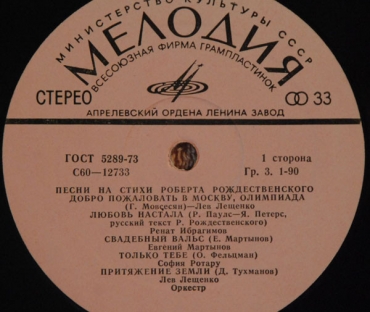 МИНИСТЕРСТВО КУЛЬТУРЫ СССР
МЕЛОДИЯ
ВСЕСОЮЗНАЯ ФИРМА ГРАМПЛАСТИНОК
СТЕРЕО 33
АПРЕЛЕВСКИЙ ОРДЕНА ЛЕНИНА ЗАВОД
ГОСТ 5289-73 1 сторона
С60—12733 Гр. 3. 1-90
ПЕСНИ НА СТИХИ РОБЕРТА РОЖДЕСТВЕНСКОГО
ДОБРО ПОЖАЛОВАТЬ В МОСКВУ, ОЛИМПИАДА
(Г. Мовсесян)—Лев Лещенко
ЛЮБОВЬ НАСТАЛА (Р. Паулс—Я. Петерс,
русский текст Р. Рождественского)
Ренат Ибрагимов
СВАДЕБНЫЙ ВАЛЬС (Е. Мартынов)
Евгений Мартынов
ТОЛЬКО ТЕБЕ (О. Фельцман)
София Ротару
ПРИТЯЖЕНИЕ ЗЕМЛИ (Д. Тухманов)
Лев Лещенко
Оркестр